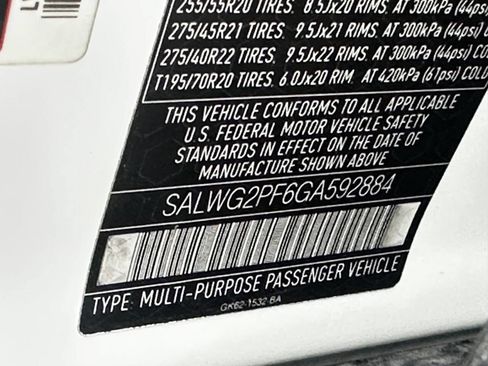 255/55R20 TIRES, 8.5Jx20 RIMS, AT 300kPa (44psi)
275/45R21 TIRES, 9.5Jx21 RIMS, AT 300kPa (44psi) C
275/40R22 TIRES, 9.5Jx22 RIMS, AT 300kPa (44psi) COL
T195/70R20 TIRES, 6.0Jx20 RIM, AT 420kPa (61psi) COLD
THIS VEHICLE CONFORMS TO ALL APPLICABLE
U.S. FEDERAL MOTOR VEHICLE SAFETY
STANDARDS IN EFFECT ON THE DATE OF
MANUFACTURE SHOWN ABOVE
SALWG2PF6GA592884
TYPE: MULTI-PURPOSE PASSENGER VEHICLE
GK62-1532-BA